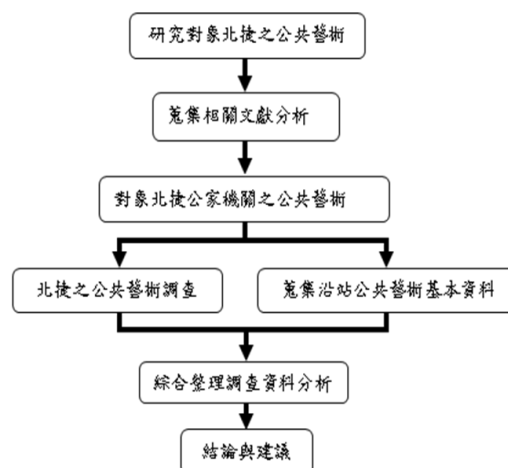 研究對象北捷之公共藝術
蒐集相關文獻分析
對象北捷公家機關之公共藝術
北捷之公共藝術調查
蒐集沿站公共藝術基本資料
綜合整理調查資料分析
結論與建議